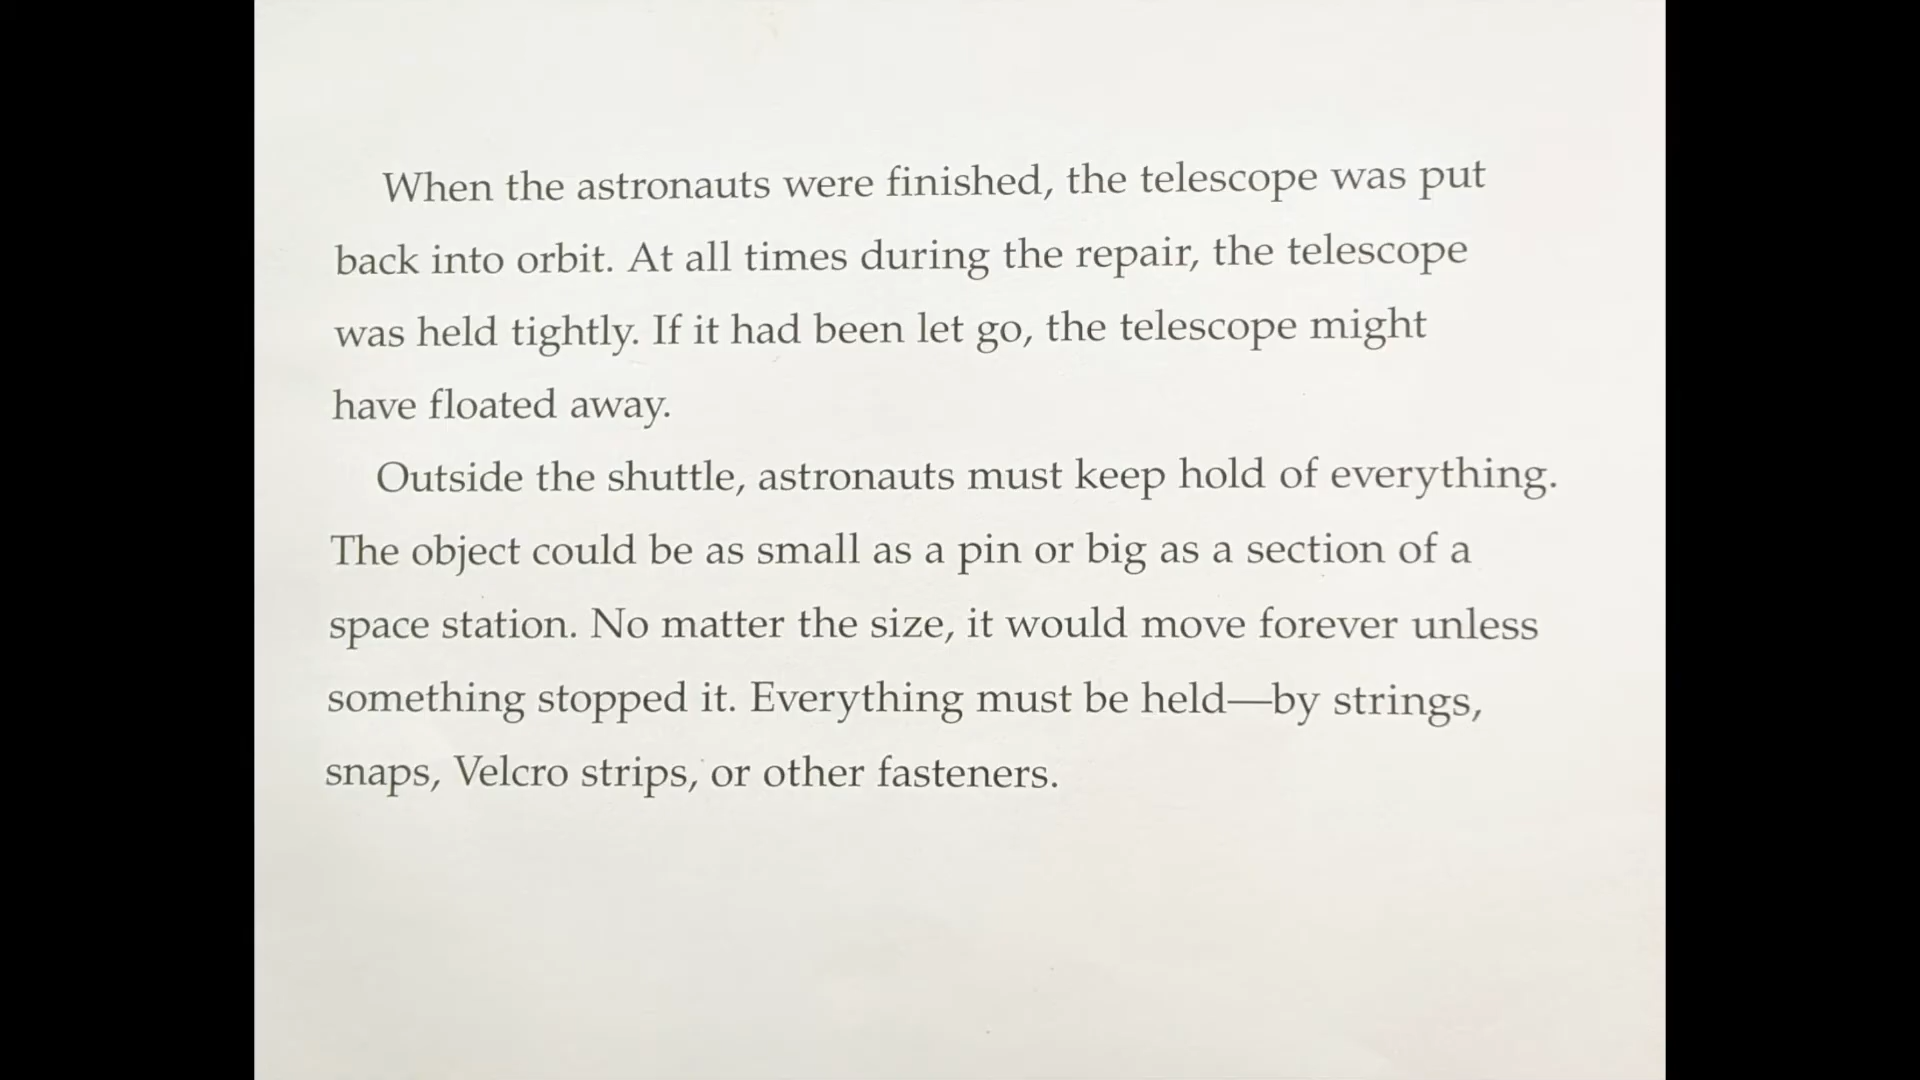 When the astronauts were finished, the telescope was put
back into orbit. At all times during the repair, the telescope
was held tightly. If it had been let go, the telescope might
have floated away.
Outside the shuttle, astronauts must keep hold of everything.
The object could be as small as a pin or big as a section of a
space station. No matter the size, it would move forever unless
something stopped it. Everything must be held—by strings,
snaps, Velcro strips, or other fasteners.